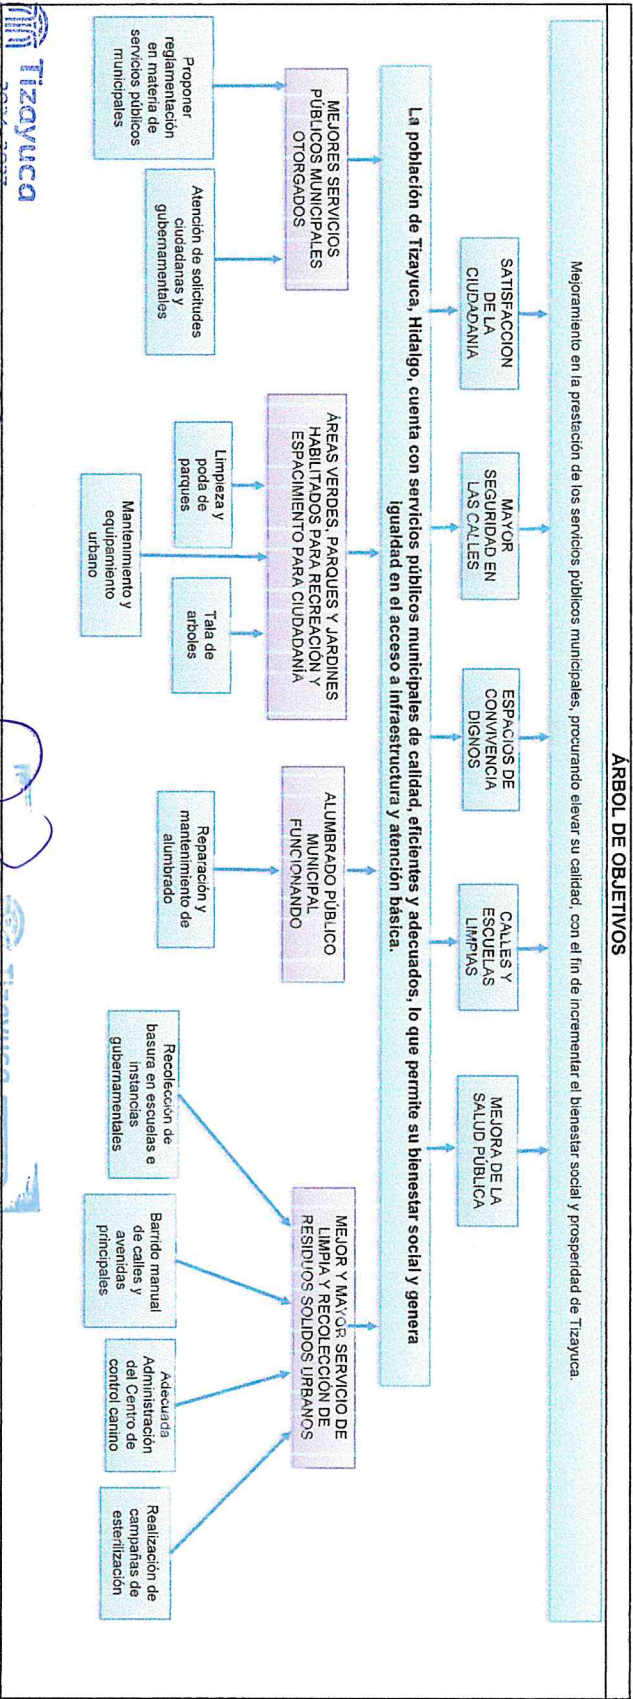 ÁRBOL DE OBJETIVOS
Mejoramiento en la prestación de los servicios públicos municipales, procurando elevar su calidad, con el fin de incrementar el bienestar social y prosperidad de Tizayuca.
SATISFACCION
DE LA
CIUDADANIA
MAYOR
SEGURIDAD EN
LAS CALLES
ESPACIOS DE
CONVIVENCIA
DIGNOS
CALLES Y
ESCUELAS
LIMPIAS
MEJORA DE LA
SALUD PÚBLICA
La población de Tizayuca, Hidalgo, cuenta con servicios públicos municipales de calidad, eficientes y adecuados, lo que permite su bienestar social y genera
igualdad en el acceso a infraestructura y atención básica.
MEJORES SERVICIOS
PÚBLICOS MUNICIPALES
OTORGADOS
ÁREAS VERDES, PARQUES Y JARDINES
HABILITADOS PARA RECREACIÓN Y
ESPACIMIENTO PARA CIUDADANÍA
ALUMBRADO PÚBLICO
MUNICIPAL
FUNCIONANDO
MEJOR Y MAYOR SERVICIO DE
LIMPIA Y RECOLECCIÓN DE
RESIDUOS SOLIDOS URBANOS
Proponer
reglamentación
en materia de
servicios públicos
municipales
Atención de solicitudes
ciudadanas y
gubernamentales
Limpieza y
poda de
parques
Mantenimiento y
equipamiento
urbano
Tala de
arboles
Reparación y
mantenimiento de
alumbrado
Recolección de
basura en escuelas e
instancias
gubernamentales
Barrido manual
de calles y
avenidas
principales
Adecuada
Administración
del Centro de
control canino
Realización de
campañas de
esterilización
Tizayuca
Tizayuca